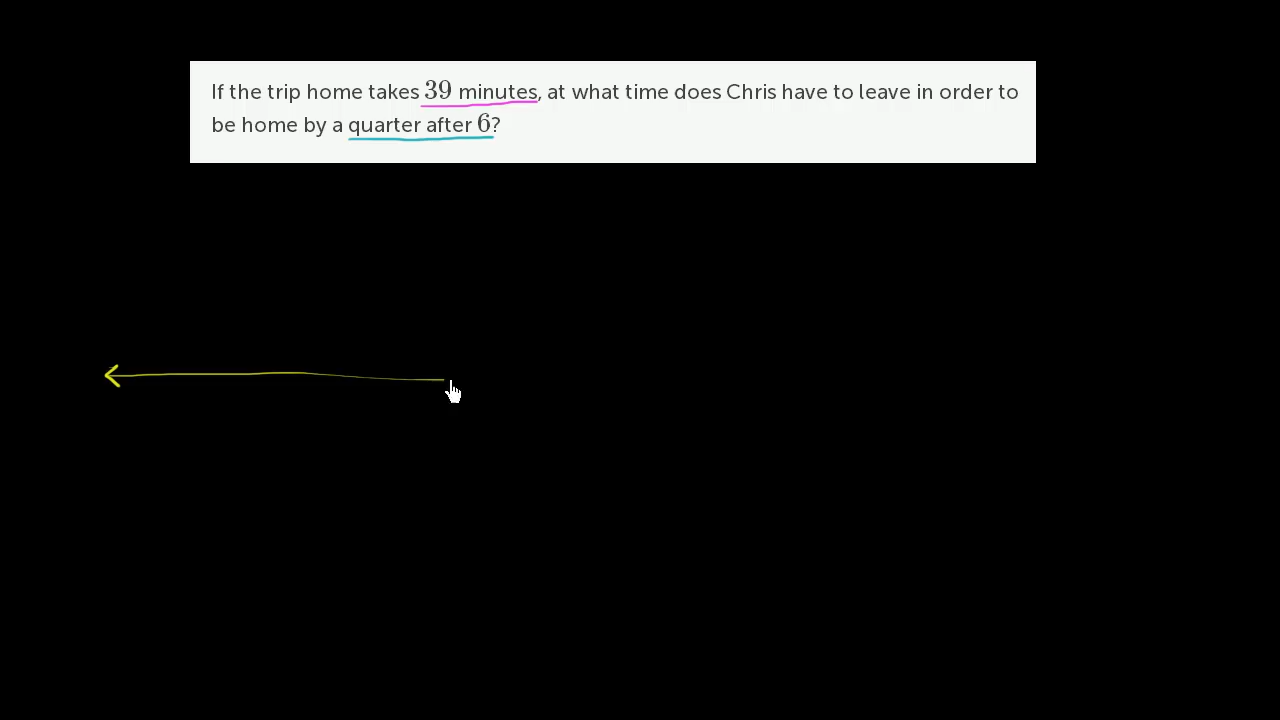 If the trip home takes 39 minutes, at what time does Chris have to leave in order to
be home by a quarter after 6?